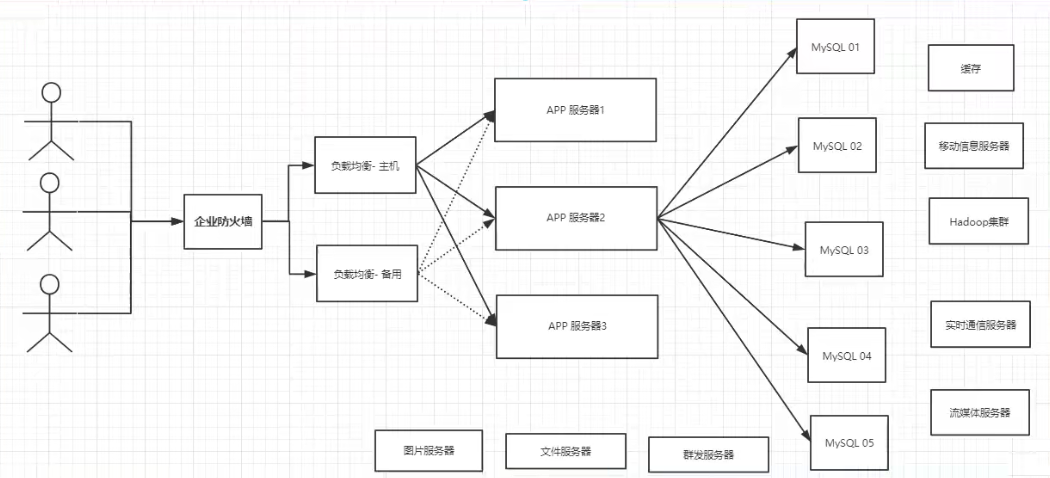 企业防火墙
负载均衡- 主机
负载均衡- 备用
APP 服务器1
APP 服务器2
APP 服务器3
MySQL 01
MySQL 02
MySQL 03
MySQL 04
MySQL 05
缓存
移动信息服务器
Hadoop集群
实时通信服务器
流媒体服务器
图片服务器
文件服务器
群发服务器